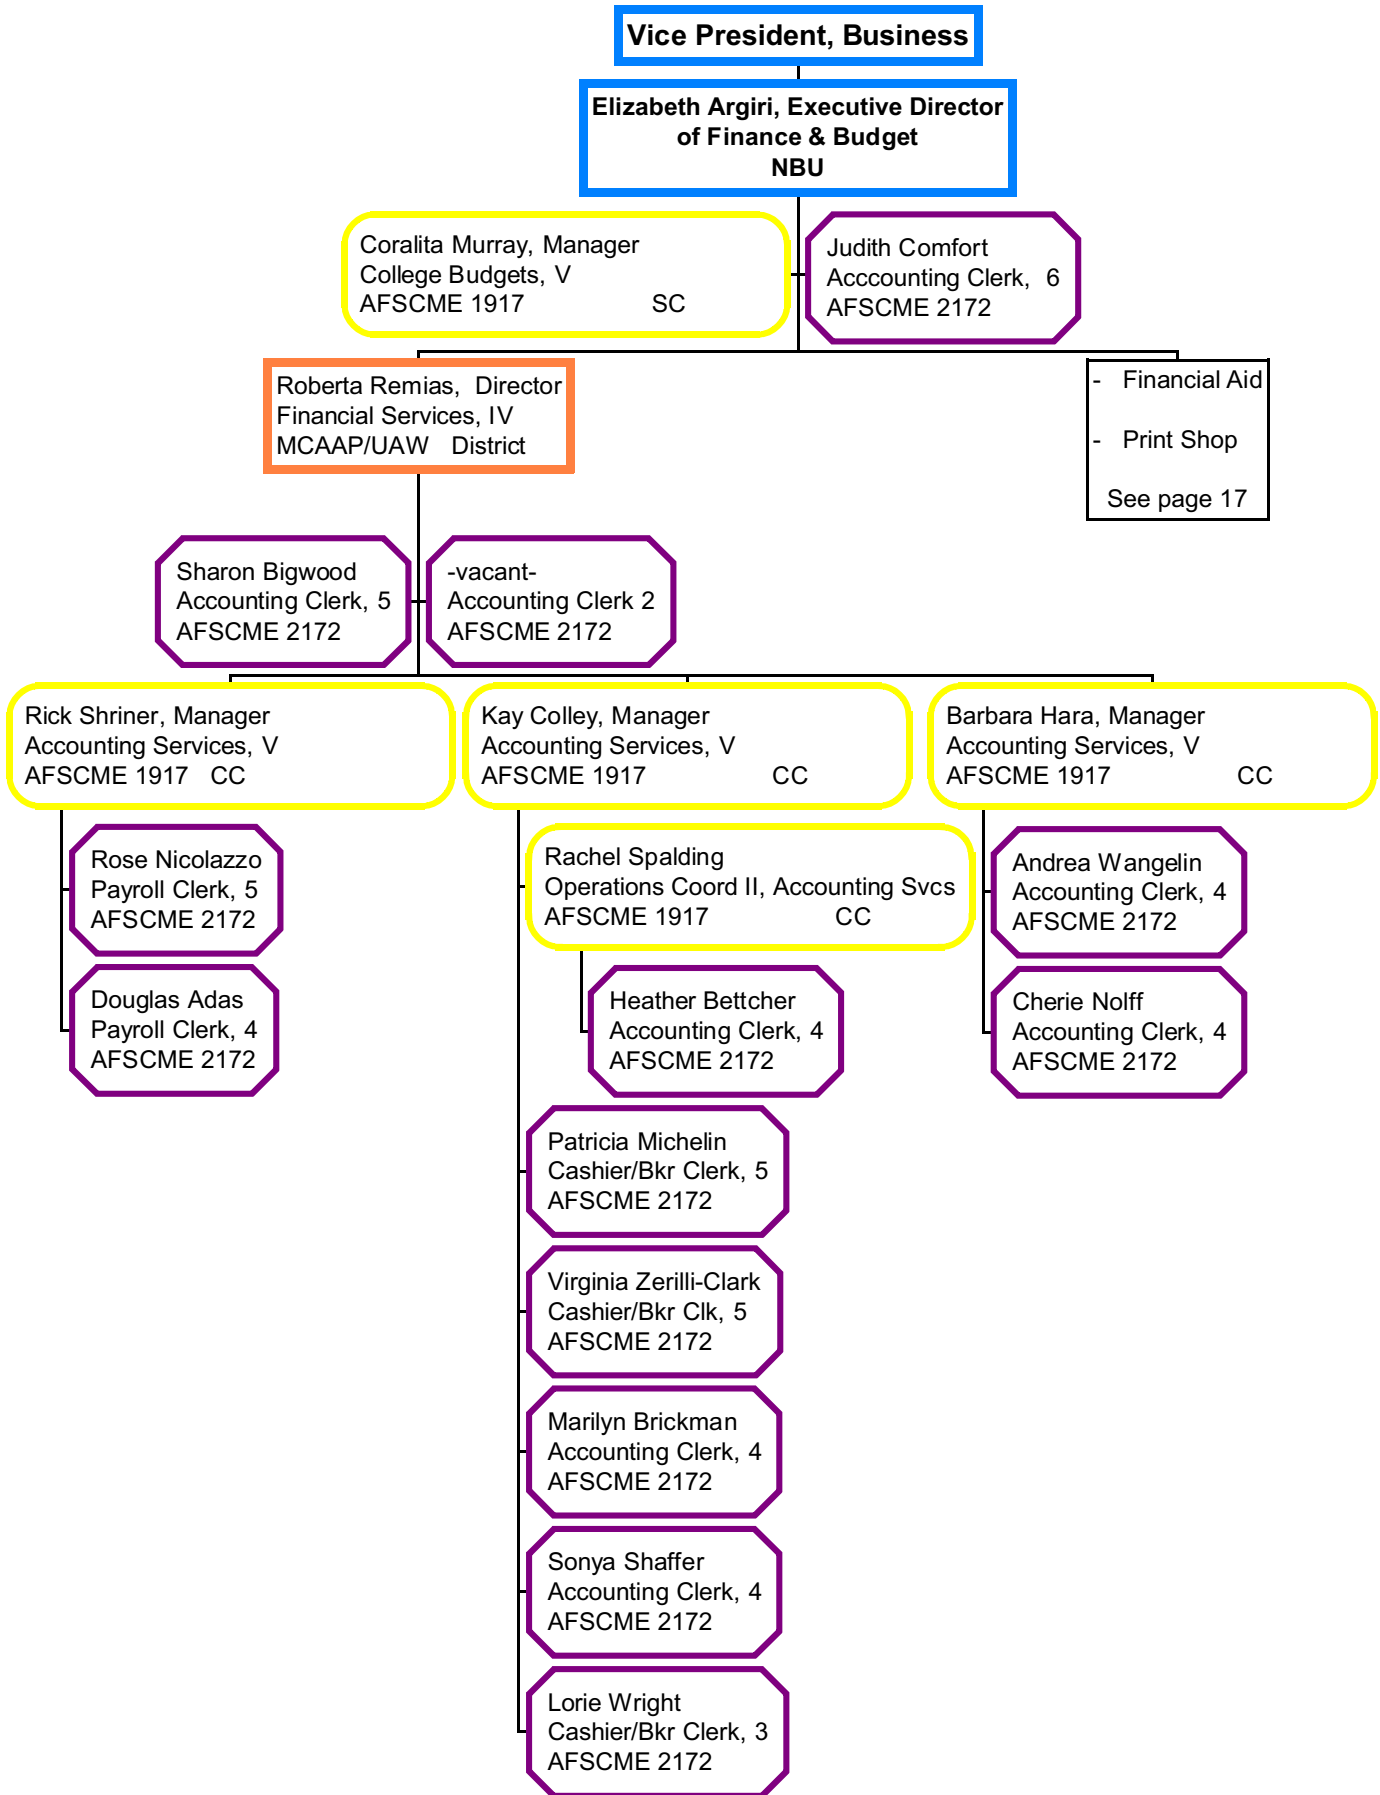 Vice President, Business
Elizabeth Argiri, Executive Director
of Finance & Budget
NBU
Coralita Murray, Manager
College Budgets, V
AFSCME 1917 SC
Judith Comfort
Acccounting Clerk, 6
AFSCME 2172
Roberta Remias, Director
Financial Services, IV
MCAAP/UAW District
- Financial Aid
- Print Shop
See page 17
Sharon Bigwood
Accounting Clerk, 5
AFSCME 2172
-vacant-
Accounting Clerk 2
AFSCME 2172
Rick Shriner, Manager
Accounting Services, V
AFSCME 1917 CC
Kay Colley, Manager
Accounting Services, V
AFSCME 1917 CC
Barbara Hara, Manager
Accounting Services, V
AFSCME 1917 CC
Rose Nicolazzo
Payroll Clerk, 5
AFSCME 2172
Douglas Adas
Payroll Clerk, 4
AFSCME 2172
Rachel Spalding
Operations Coord II, Accounting Svcs
AFSCME 1917 CC
Heather Bettcher
Accounting Clerk, 4
AFSCME 2172
Patricia Michelin
Cashier/Bkr Clerk, 5
AFSCME 2172
Virginia Zerilli-Clark
Cashier/Bkr Clk, 5
AFSCME 2172
Marilyn Brickman
Accounting Clerk, 4
AFSCME 2172
Sonya Shaffer
Accounting Clerk, 4
AFSCME 2172
Lorie Wright
Cashier/Bkr Clerk, 3
AFSCME 2172
Andrea Wangelin
Accounting Clerk, 4
AFSCME 2172
Cherie Nolff
Accounting Clerk, 4
AFSCME 2172